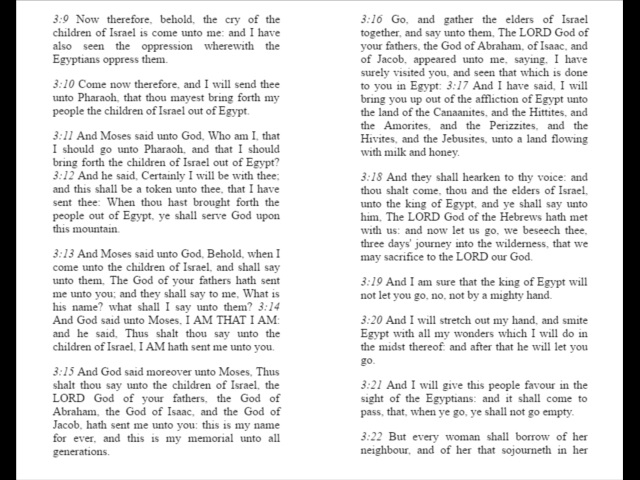 3:9 Now therefore, behold, the cry of the
children of Israel is come unto me: and I have
also seen the oppression wherewith the
Egyptians oppress them.
3:10 Come now therefore, and I will send thee
unto Pharaoh, that thou mayest bring forth my
people the children of Israel out of Egypt.
3:11 And Moses said unto God, Who am I, that
I should go unto Pharaoh, and that I should
bring forth the children of Israel out of Egypt?
3:12 And he said, Certainly I will be with thee;
and this shall be a token unto thee, that I have
sent thee: When thou hast brought forth the
people out of Egypt, ye shall serve God upon
this mountain.
3:13 And Moses said unto God, Behold, when I
come unto the children of Israel, and shall say
unto them, The God of your fathers hath sent
me unto you; and they shall say to me, What is
his name? what shall I say unto them? 3:14
And God said unto Moses, I AM THAT I AM:
and he said, Thus shalt thou say unto the
children of Israel, I AM hath sent me unto you.
3:15 And God said moreover unto Moses, Thus
shalt thou say unto the children of Israel, the
LORD God of your fathers, the God of
Abraham, the God of Isaac, and the God of
Jacob, hath sent me unto you: this is my name
for ever, and this is my memorial unto all
generations.
3:16 Go, and gather the elders of Israel
together, and say unto them, The LORD God of
your fathers, the God of Abraham, of Isaac, and
of Jacob, appeared unto me, saying, I have
surely visited you, and seen that which is done
to you in Egypt: 3:17 And I have said, I will
bring you up out of the affliction of Egypt unto
the land of the Canaanites, and the Hittites, and
the Amorites, and the Perizzites, and the
Hivites, and the Jebusites, unto a land flowing
with milk and honey.
3:18 And they shall hearken to thy voice: and
thou shalt come, thou and the elders of Israel,
unto the king of Egypt, and ye shall say unto
him, The LORD God of the Hebrews hath met
with us: and now let us go, we beseech thee,
three days' journey into the wilderness, that we
may sacrifice to the LORD our God.
3:19 And I am sure that the king of Egypt will
not let you go, no, not by a mighty hand.
3:20 And I will stretch out my hand, and smite
Egypt with all my wonders which I will do in
the midst thereof: and after that he will let you
go.
3:21 And I will give this people favour in the
sight of the Egyptians: and it shall come to
pass, that, when ye go, ye shall not go empty.
3:22 But every woman shall borrow of her
neighbour, and of her that sojourneth in her